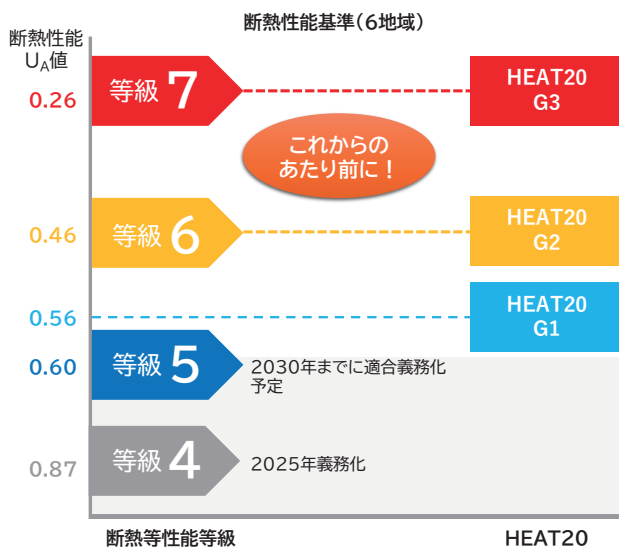 断熱性能基準(6地域)
断熱性能
UA値
0.26
等級 7
HEAT20
G3
これからの
あたり前に!
0.46
等級 6
HEAT20
G2
0.56
HEAT20
G1
0.60
等級 5
2030年までに適合義務化
予定
0.87
等級 4
2025年義務化
断熱等性能等級
HEAT20